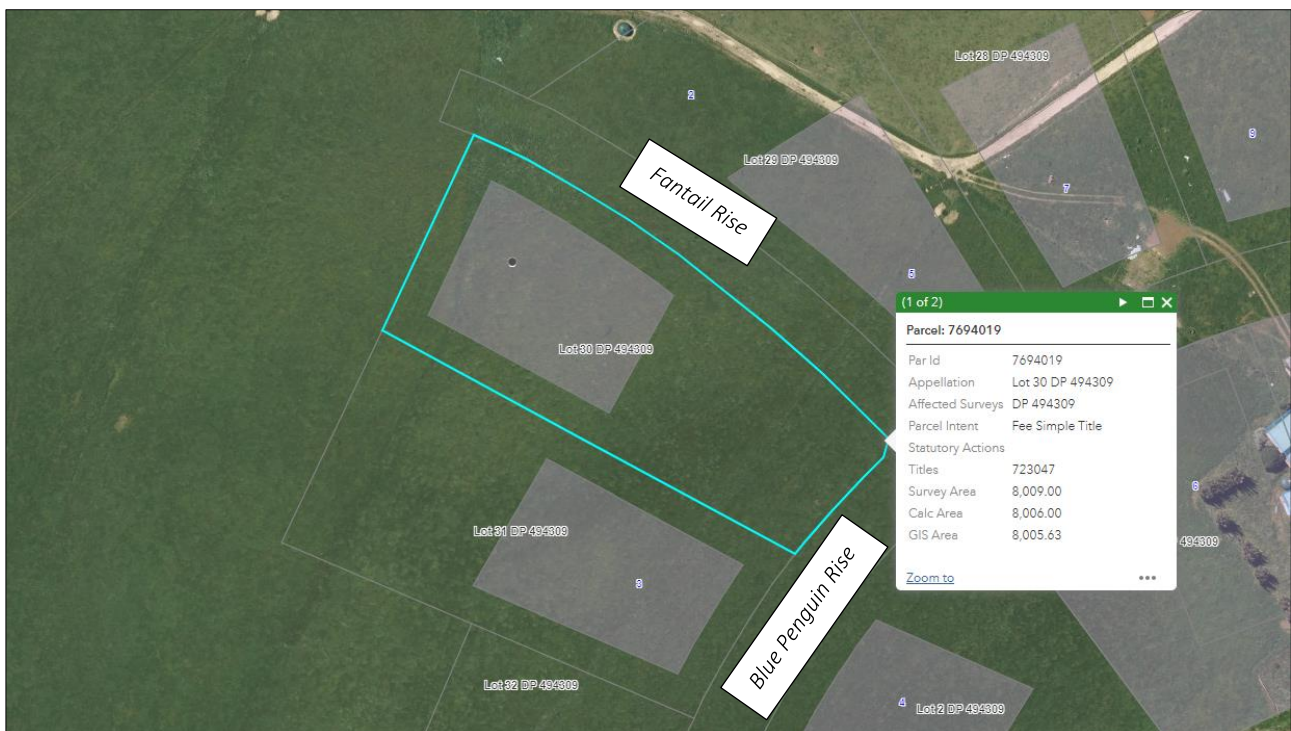 Lot 28 DP 494309
2
9
Lot 29 DP 494309
7
Fantail Rise
5
(1 of 2)
Parcel: 7694019
Par Id 7694019
Appellation Lot 30 DP 494309
Affected Surveys DP 494309
Parcel Intent Fee Simple Title
Statutory Actions
Titles 723047
Survey Area 8,009.00
Calc Area 8,006.00
GIS Area 8,005.63
Zoom to
Lot 30 DP 494309
6
Lot 31 DP 494309
494309
3
Blue Penguin Rise
Lot 32 DP 494309
4
Lot 2 DP 494309